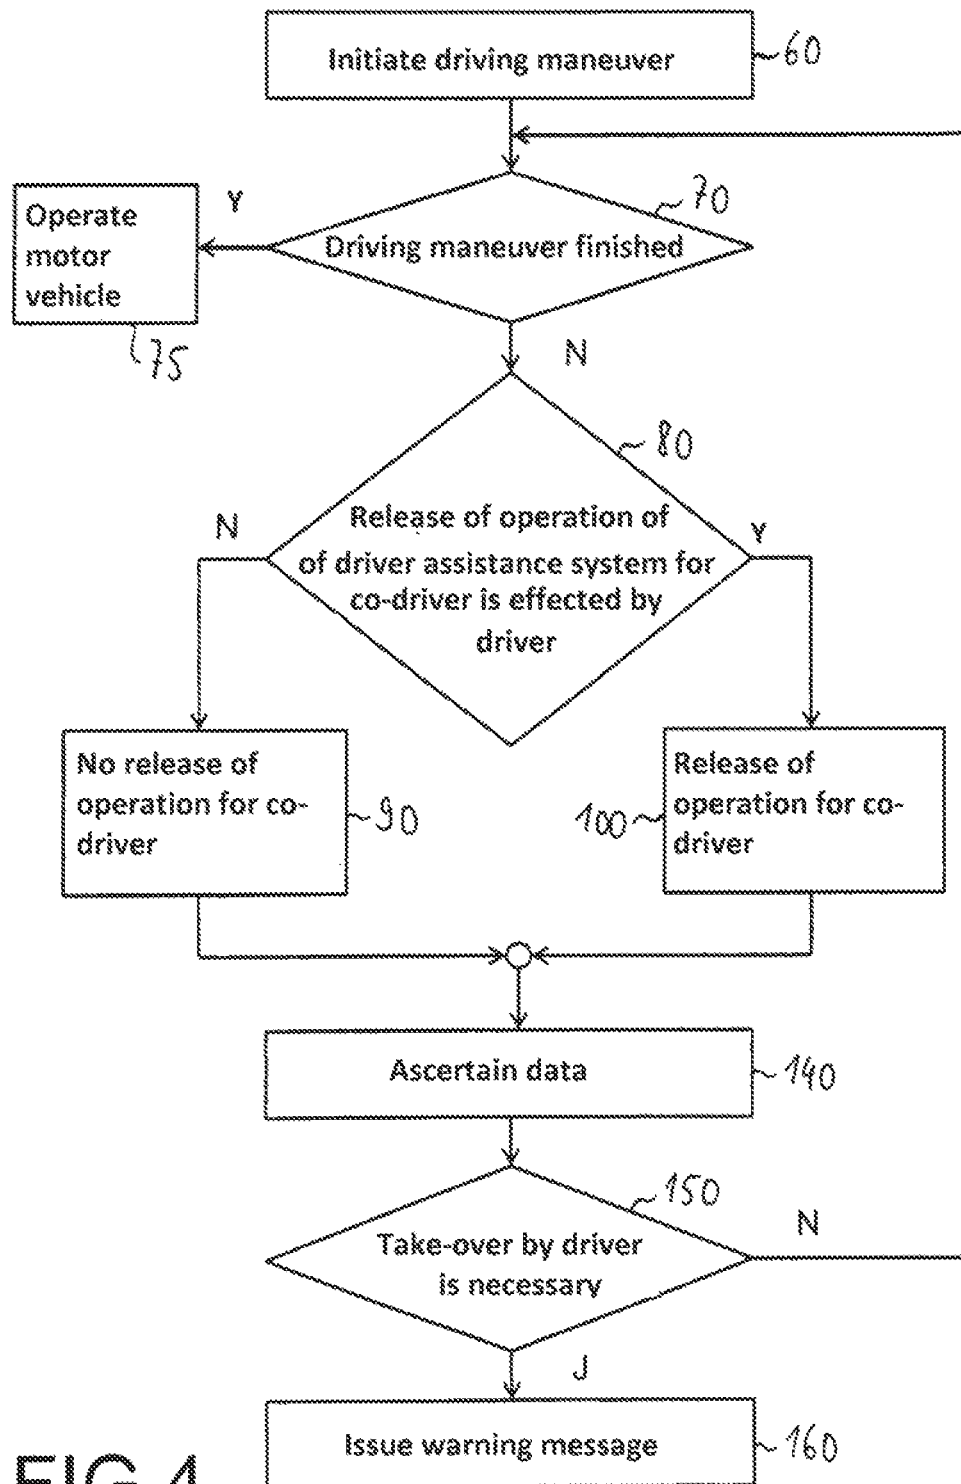 Initiate driving maneuver
60
70
Y
Operate
motor
vehicle
Driving maneuver finished
75
N
80
N
Release of operation of
Y
of driver assistance system for
co-driver is effected by
driver
No release of
operation for co-
driver
90
100
Release of
operation for co-
driver
Ascertain data
140
150
Take-over by driver
is necessary
N
J
Issue warning message
160
FIG 4